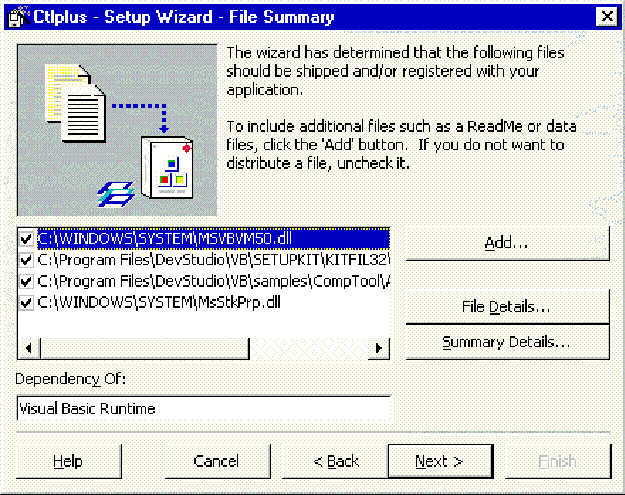 Ctlplus - Setup Wizard - File Summary
The wizard has determined that the following files
should be shipped and/or registered with your
application.
To include additional files such as a ReadMe or data
files, click the 'Add' button. If you do not want to
distribute a file, uncheck it.
C:\WINDOWS\SYSTEM\MSVBVM50.dll
C:\Program Files\DevStudio\VB\SETUPKIT\KITFIL32\
C:\Program Files\DevStudio\VB\samples\CompTool\A
C:\WINDOWS\SYSTEM\MsStkPrp.dll
Add...
File Details...
Summary Details...
Dependency Of:
Visual Basic Runtime
Help
Cancel
< Back
Next >
Finish